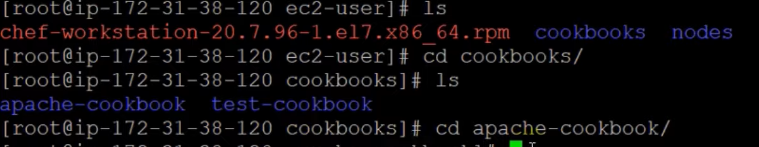 [root@ip-172-31-38-120 ec2-user]# ls
chef-workstation-20.7.96-1.el7.x86_64.rpm  cookbooks  nodes
[root@ip-172-31-38-120 ec2-user]# cd cookbooks/
[root@ip-172-31-38-120 cookbooks]# ls
apache-cookbook  test-cookbook
[root@ip-172-31-38-120 cookbooks]# cd apache-cookbook/